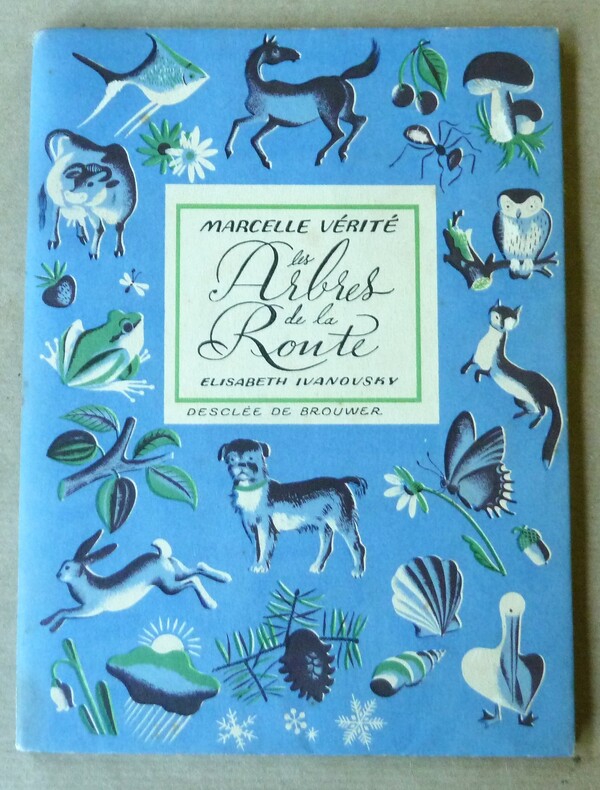 MARCELLE VÉRITÉ
les
Arbres
de la
Route
ELISABETH IVANOVSKY
DESCLÉE DE BROUWER